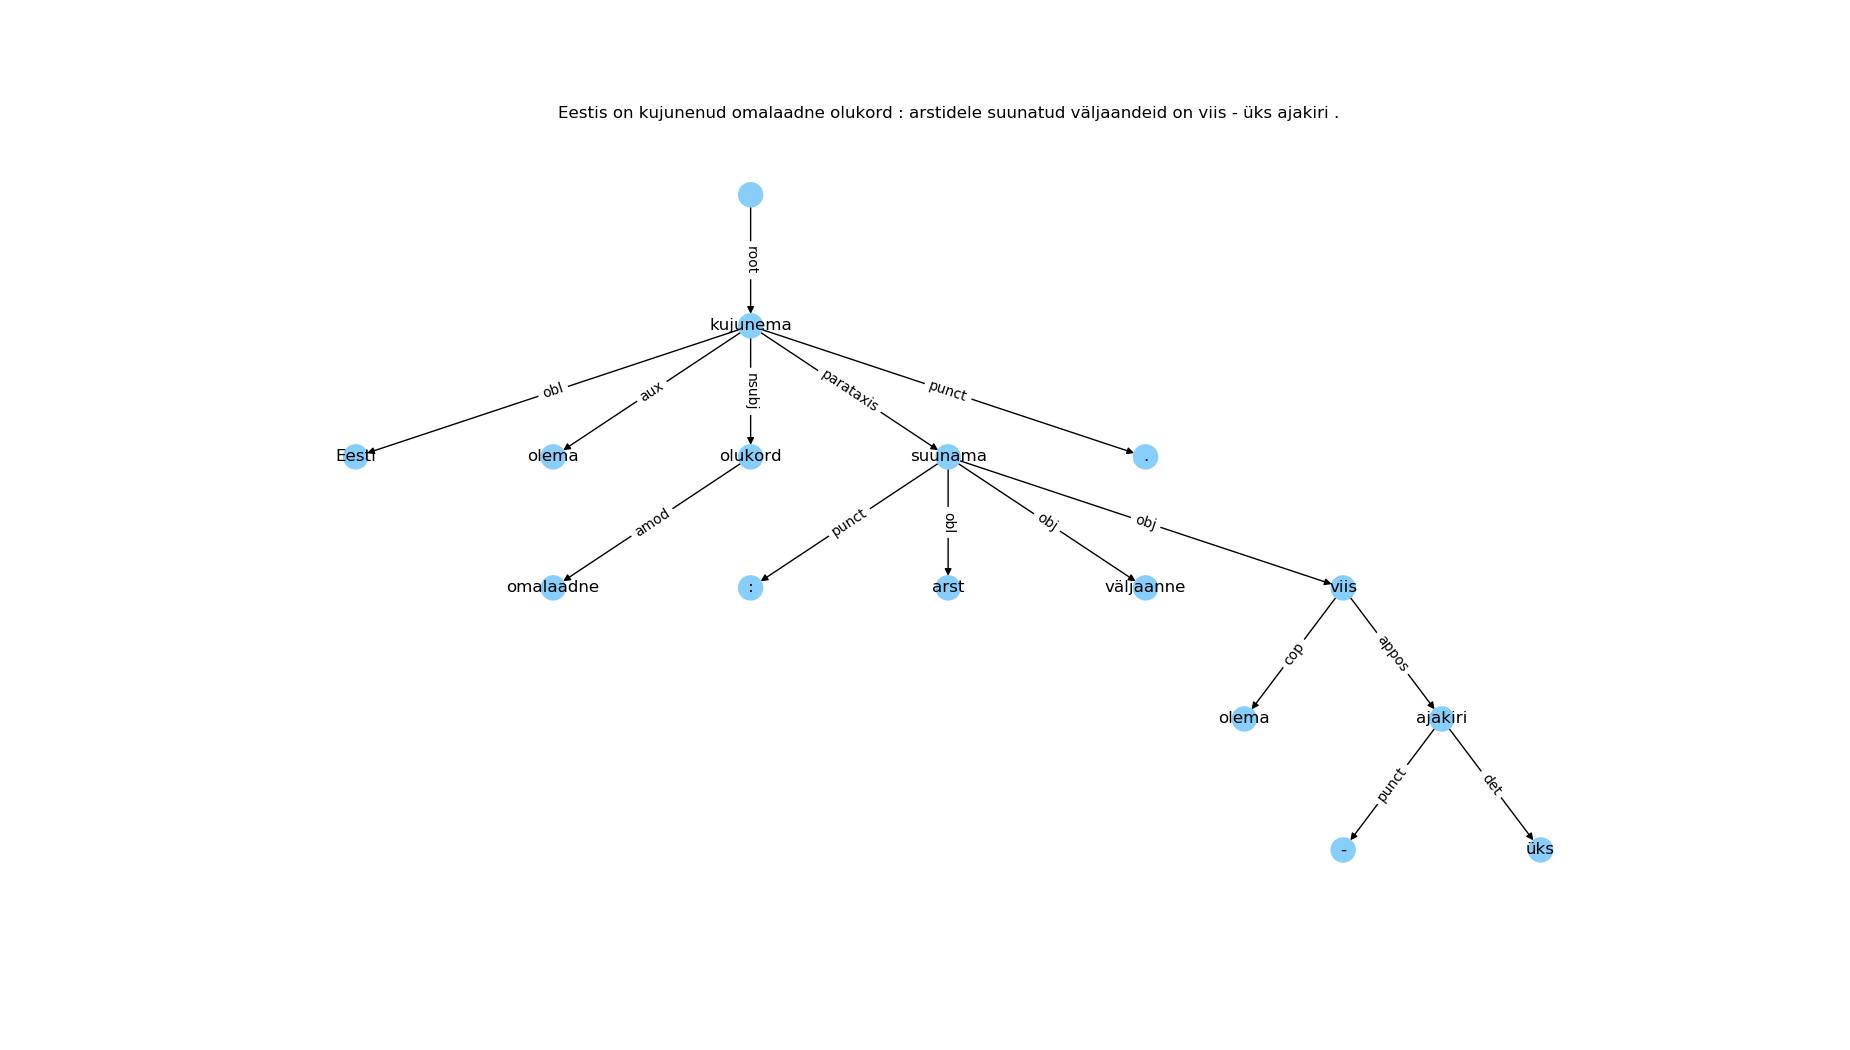 Eestis on kujunenud omalaadne olukord : arstidele suunatud väljaandeid on viis - üks ajakiri .
root
kujunema
obl
aux
nsubj
parataxis
punct
Eesti
olema
olukord
suunama
.
amod
punct
obl
obj
obj
omalaadne
:
arst
väljaanne
viis
cop
appos
olema
ajakiri
punct
det
-
üks